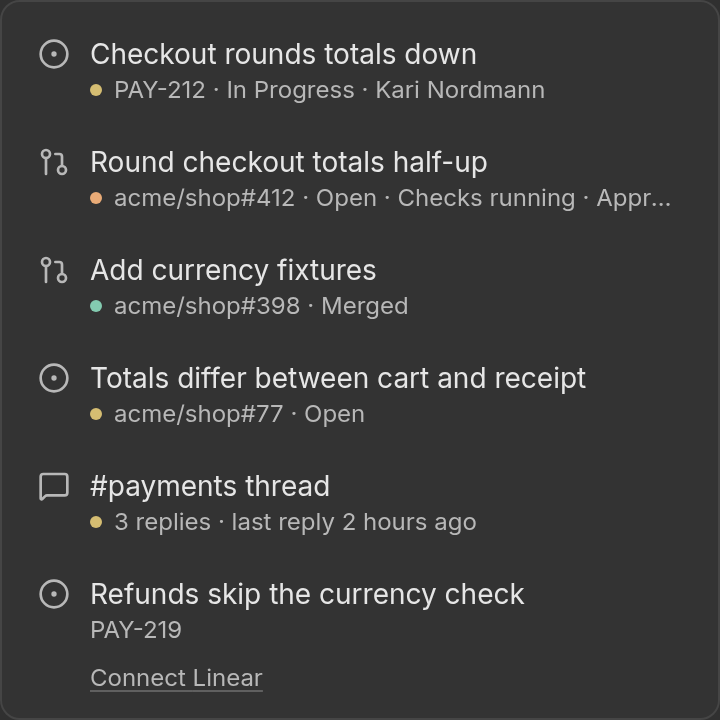 Checkout rounds totals down
PAY-212 · In Progress · Kari Nordmann
Round checkout totals half-up
acme/shop#412 · Open · Checks running · Appr…
Add currency fixtures
acme/shop#398 · Merged
Totals differ between cart and receipt
acme/shop#77 · Open
#payments thread
3 replies · last reply 2 hours ago
Refunds skip the currency check
PAY-219
Connect Linear